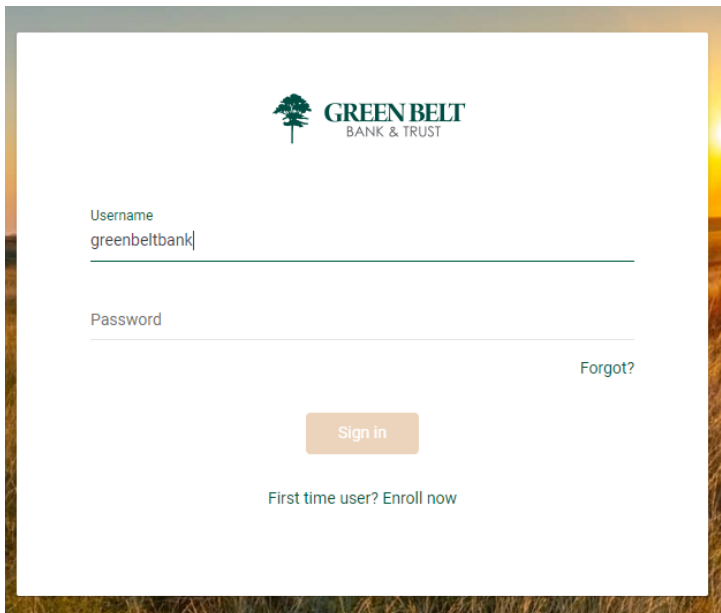 GREEN BELT
BANK & TRUST
Username
greenbeltbank
Password
Forgot?
Sign in
First time user? Enroll now